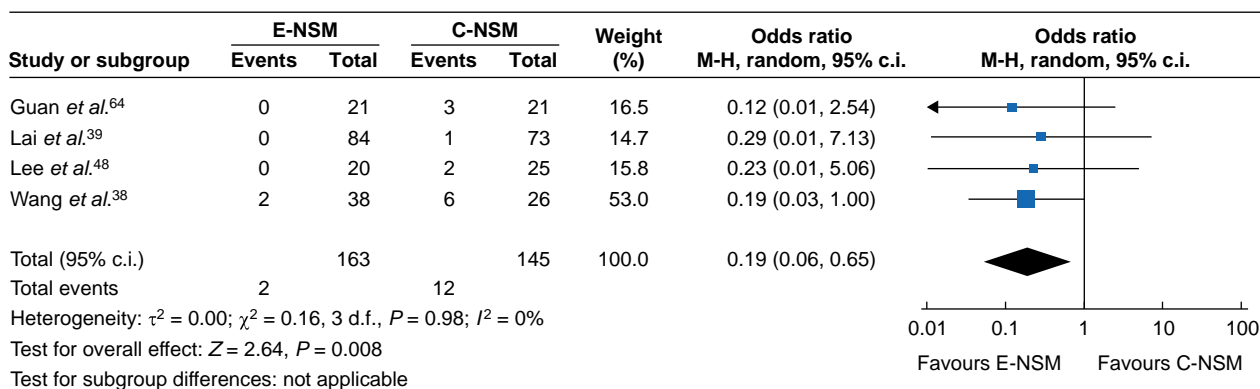 E-NSM C-NSM Weight Odds ratio Odds ratio
Study or subgroup Events Total Events Total (%) M-H, random, 95% c.i. M-H, random, 95% c.i.
Guan et al.64 0 21 3 21 16.5 0.12 (0.01, 2.54)
Lai et al.39 0 84 1 73 14.7 0.29 (0.01, 7.13)
Lee et al.48 0 20 2 25 15.8 0.23 (0.01, 5.06)
Wang et al.38 2 38 6 26 53.0 0.19 (0.03, 1.00)
Total (95% c.i.) 163 145 100.0 0.19 (0.06, 0.65)
Total events 2 12
Heterogeneity: τ2 = 0.00; χ2 = 0.16, 3 d.f., P = 0.98; I2 = 0%
Test for overall effect: Z = 2.64, P = 0.008
Test for subgroup differences: not applicable
0.01 0.1 1 10 100
Favours E-NSM Favours C-NSM